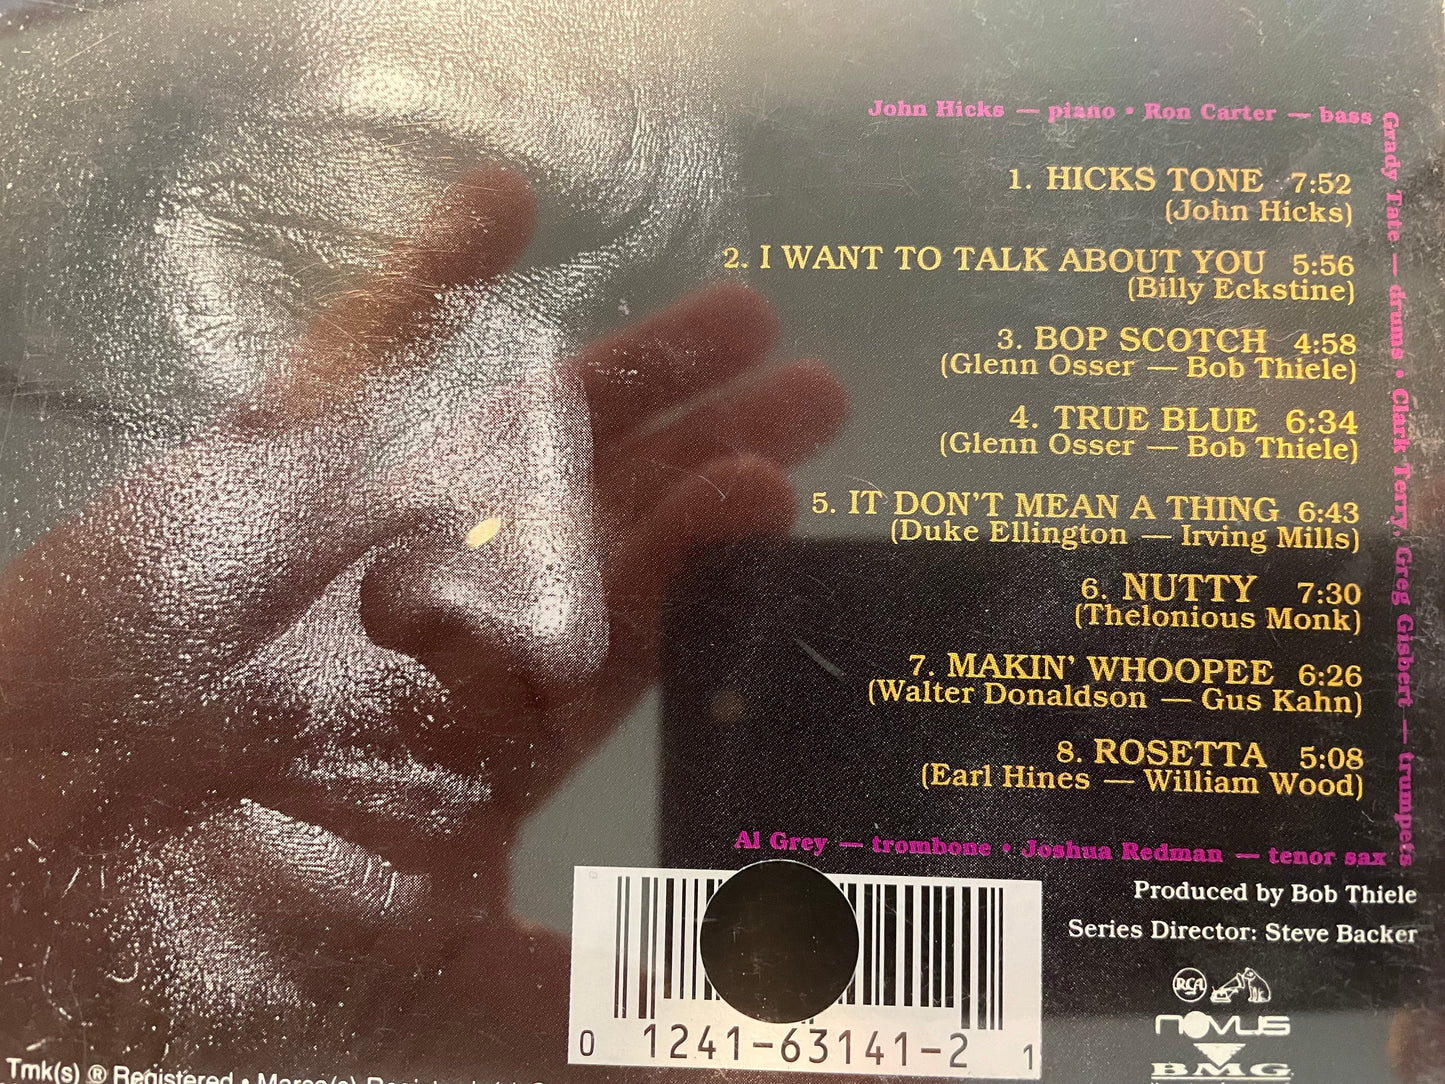 John Hicks — piano • Ron Carter — bass
Grady Tate — drums • Clark Terry, Greg Gisbert — trumpets
1. HICKS TONE 7:52
(John Hicks)
2. I WANT TO TALK ABOUT YOU 5:56
(Billy Eckstine)
3. BOP SCOTCH 4:58
(Glenn Osser — Bob Thiele)
4. TRUE BLUE 6:34
(Glenn Osser — Bob Thiele)
5. IT DON'T MEAN A THING 6:43
(Duke Ellington — Irving Mills)
6. NUTTY 7:30
(Thelonious Monk)
7. MAKIN' WHOOPEE 6:26
(Walter Donaldson — Gus Kahn)
8. ROSETTA 5:08
(Earl Hines — William Wood)
Al Grey — trombone • Joshua Redman — tenor sax
Produced by Bob Thiele
Series Director: Steve Backer
RCA
NOVUS
BMG
0 1241-63141-2 1
Tmk(s) ® Registered •